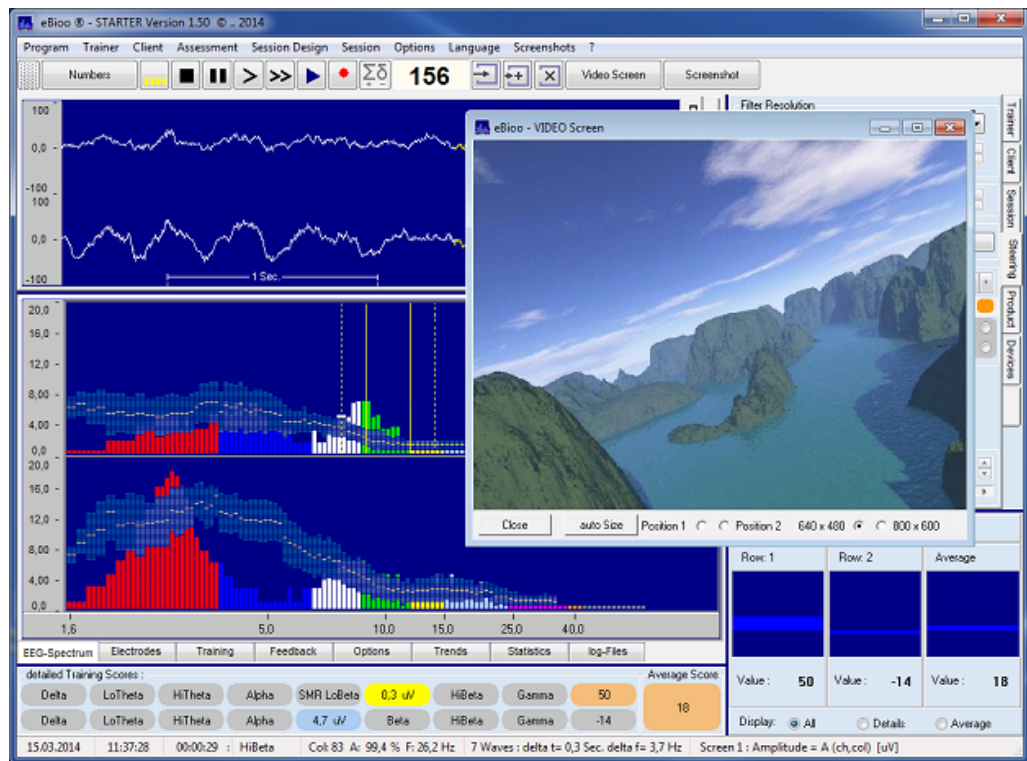 eBioo ® - STARTER Version 1.50 © .. 2014
Program Trainer Client Assessment Session Design Session Options Language Screenshots ?
Numbers Σδ 156 Video Screen Screenshot
Filter Resolution
Trainer
Client
Session
Steering
Product
Devices
eBioo - VIDEO Screen
100
0,0
-100
100
0,0
-100
1 Sec.
20,0
16,0
12,0
8,00
4,00
0,0
20,0
16,0
12,0
8,00
4,00
0,0
1,6 5,0 10,0 15,0 25,0 40,0
Close auto Size Position 1 Position 2 640 x 480 800 x 600
Row: 1 Row: 2 Average
Value : 50 Value : -14 Value : 18
Display: All Details Average
EEG-Spectrum Electrodes Training Feedback Options Trends Statistics log-Files
detailed Training Scores : Average Score
Delta LoTheta HiTheta Alpha SMR LoBeta 0,3 uV HiBeta Gamma 50
18
Delta LoTheta HiTheta Alpha 4,7 uV Beta HiBeta Gamma -14
15.03.2014 11:37:28 00:00:29 : HiBeta Col: 83 A: 99,4 % F: 26,2 Hz 7 Waves : delta t= 0,3 Sec. delta f= 3,7 Hz Screen 1 : Amplitude = A (ch,col) [uV]